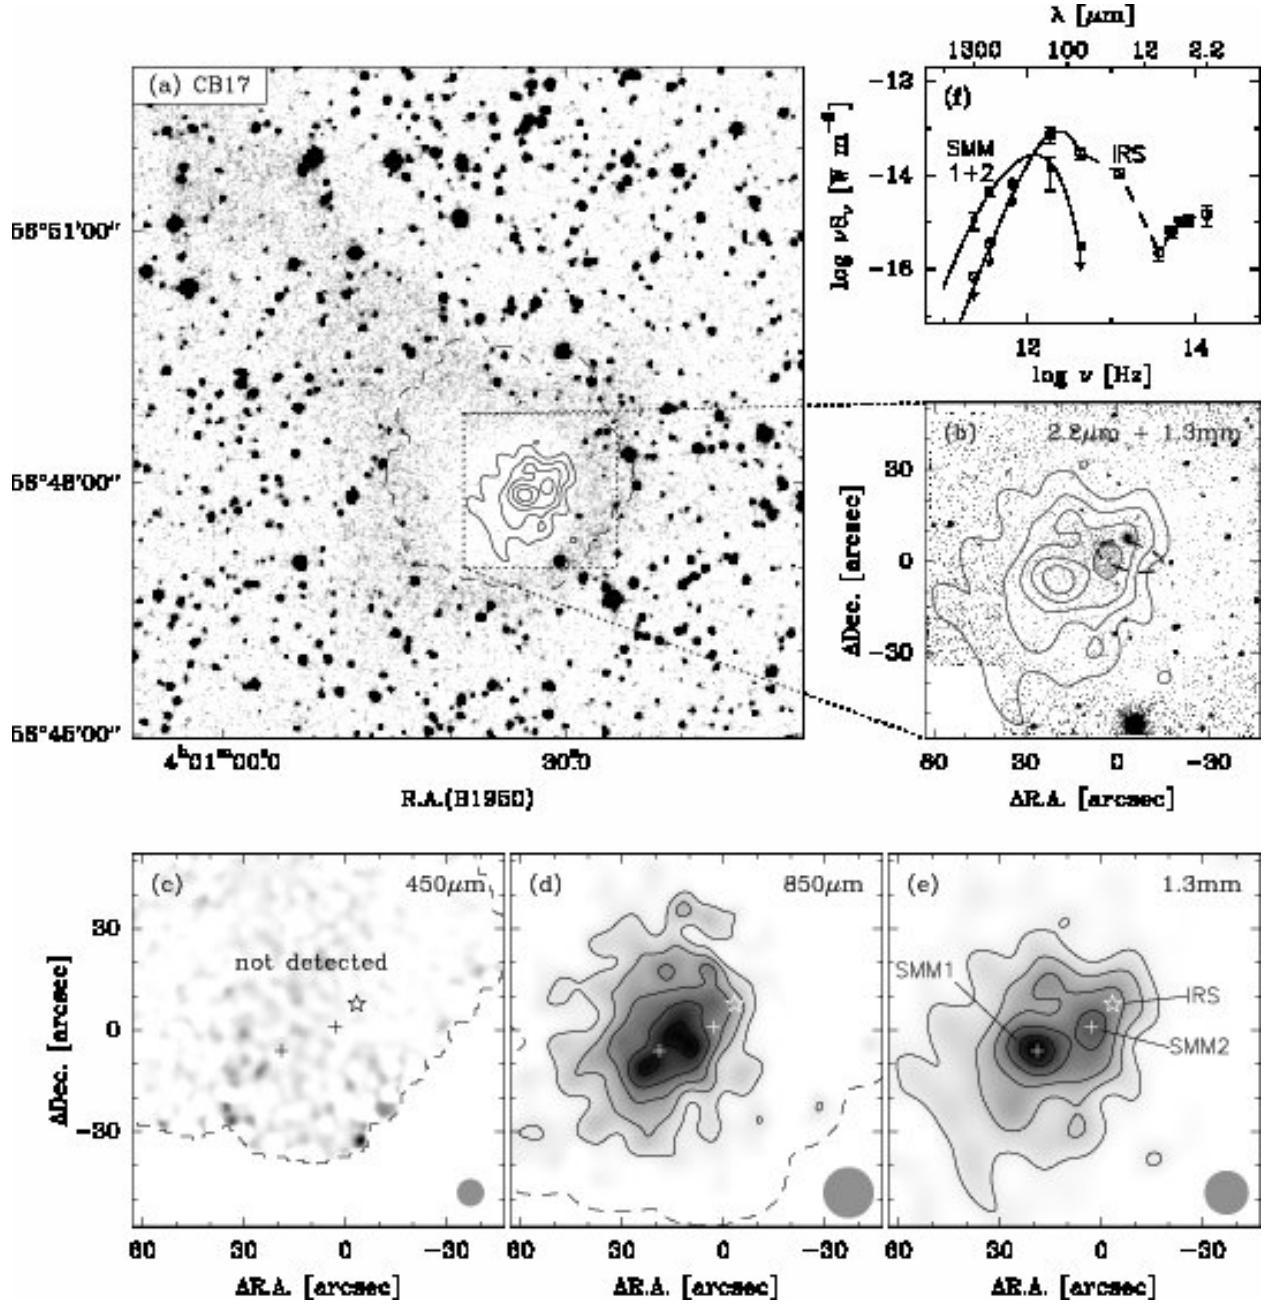 (a) CB17
56°51'00"
56°48'00"
56°45'00"
4ʰ01ᵐ00ˢ.0
30ˢ.0
R.A.(B1950)
λ [μm]
1300 100 12 2.2
(f)
-13
-14
-16
log νSν [W m⁻²]
SMM
1+2
IRS
12 14
log ν [Hz]
(b) 2.2μm + 1.3mm
30
0
-30
ΔDec. [arcsec]
60 30 0 -30
ΔR.A. [arcsec]
(c) 450μm
not detected
30
0
-30
ΔDec. [arcsec]
60 30 0 -30
ΔR.A. [arcsec]
(d) 850μm
60 30 0 -30
ΔR.A. [arcsec]
(e) 1.3mm
SMM1
IRS
SMM2
60 30 0 -30
ΔR.A. [arcsec]